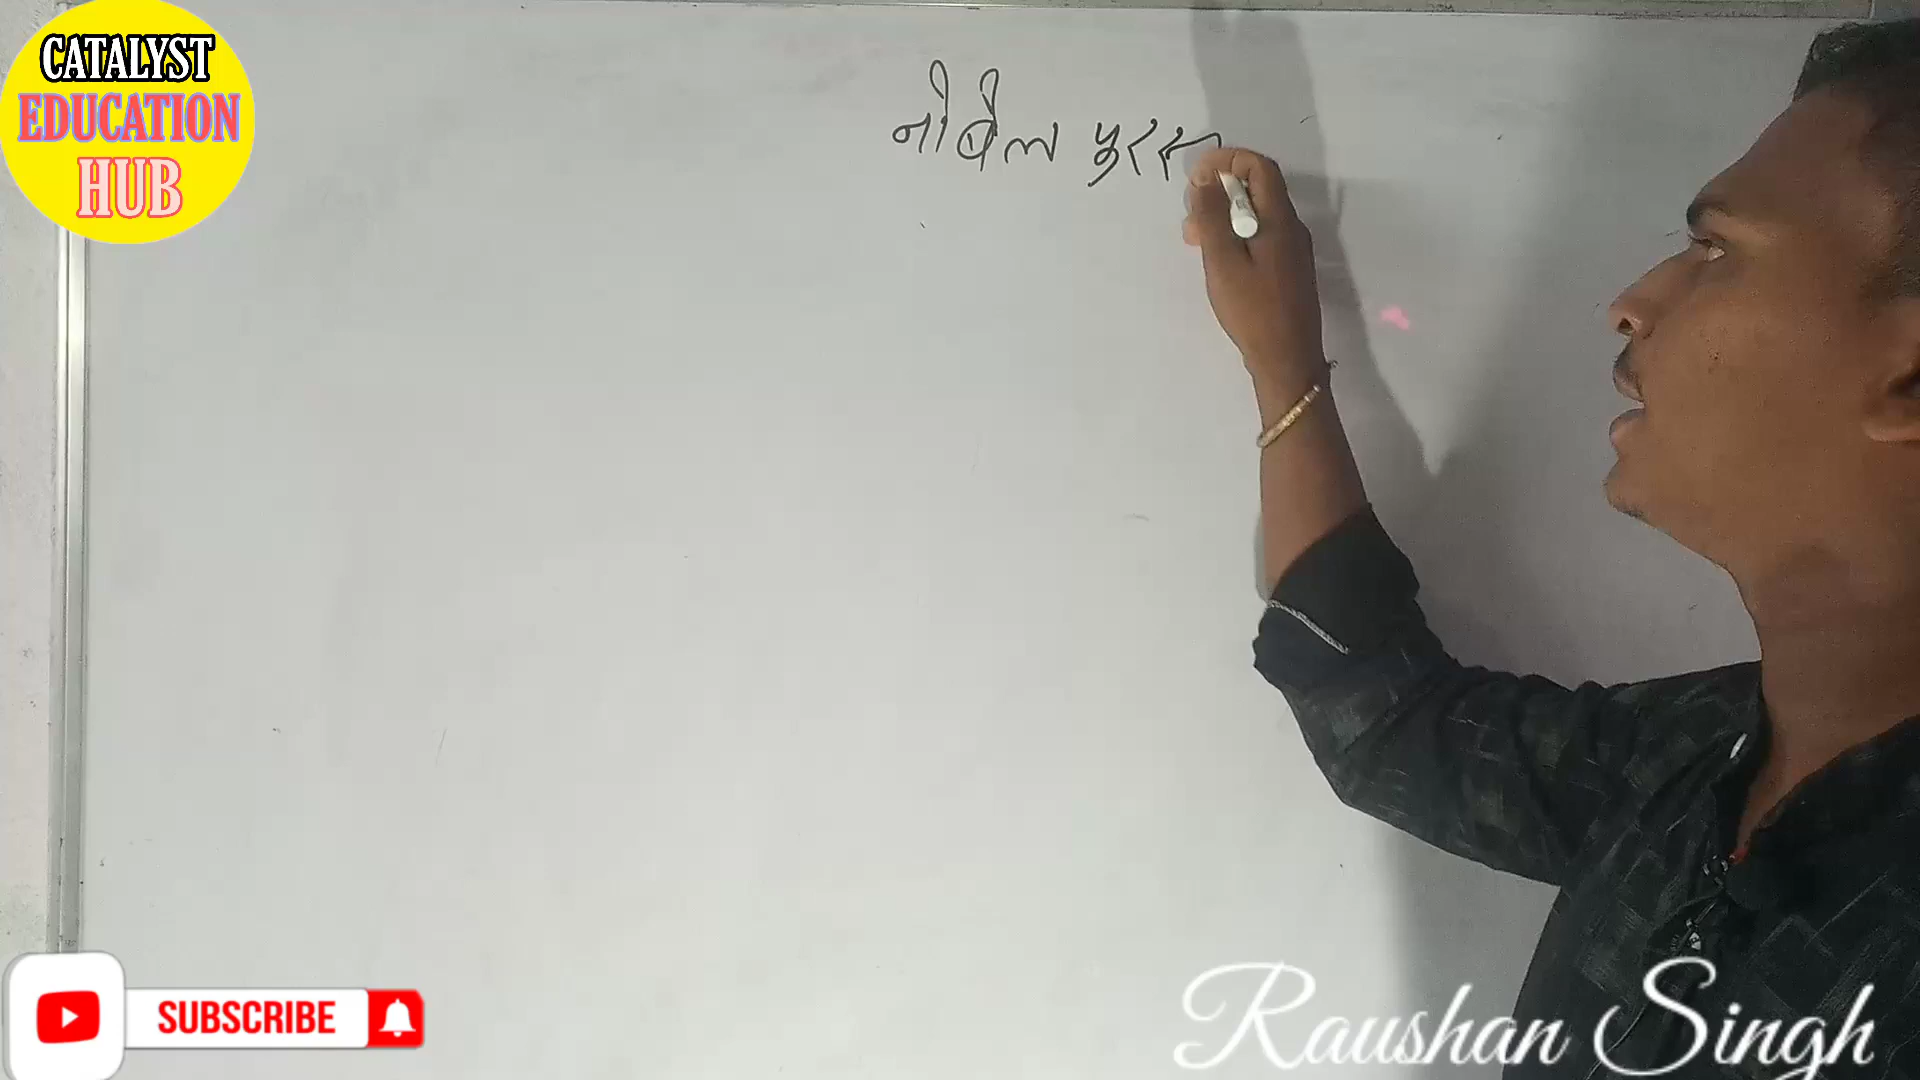 CATALYST
EDUCATION
HUB
नोबेल पुरस्
SUBSCRIBE
Raushan Singh